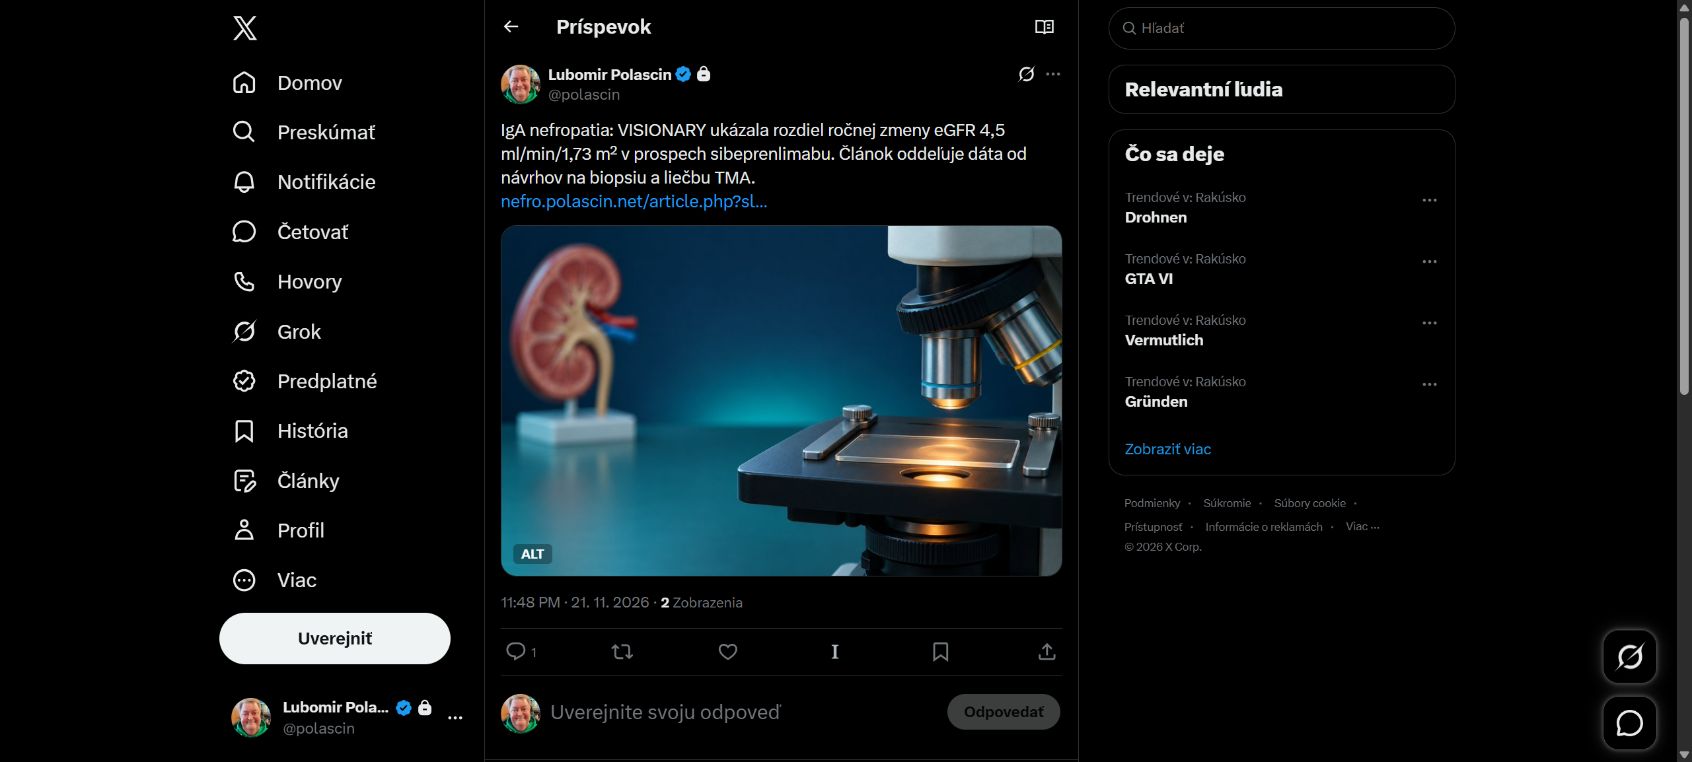 Domov
Preskúmať
Notifikácie
Četovať
Hovory
Grok
Predplatné
História
Články
Profil
Viac
Uverejniť
Lubomir Pola...
@polascin
Príspevok
Lubomir Polascin
@polascin
IgA nefropatia: VISIONARY ukázala rozdiel ročnej zmeny eGFR 4,5
ml/min/1,73 m² v prospech sibeprenlimabu. Článok oddeľuje dáta od
návrhov na biopsiu a liečbu TMA.
nefro.polascin.net/article.php?sl...
ALT
11:48 PM · 21. 11. 2026 · 2 Zobrazenia
1
Uverejnite svoju odpoveď
Odpovedať
Hľadať
Relevantní ľudia
Čo sa deje
Trendové v: Rakúsko
Drohnen
Trendové v: Rakúsko
GTA VI
Trendové v: Rakúsko
Vermutlich
Trendové v: Rakúsko
Gründen
Zobraziť viac
Podmienky · Súkromie · Súbory cookie ·
Prístupnosť · Informácie o reklamách · Viac ···
© 2026 X Corp.